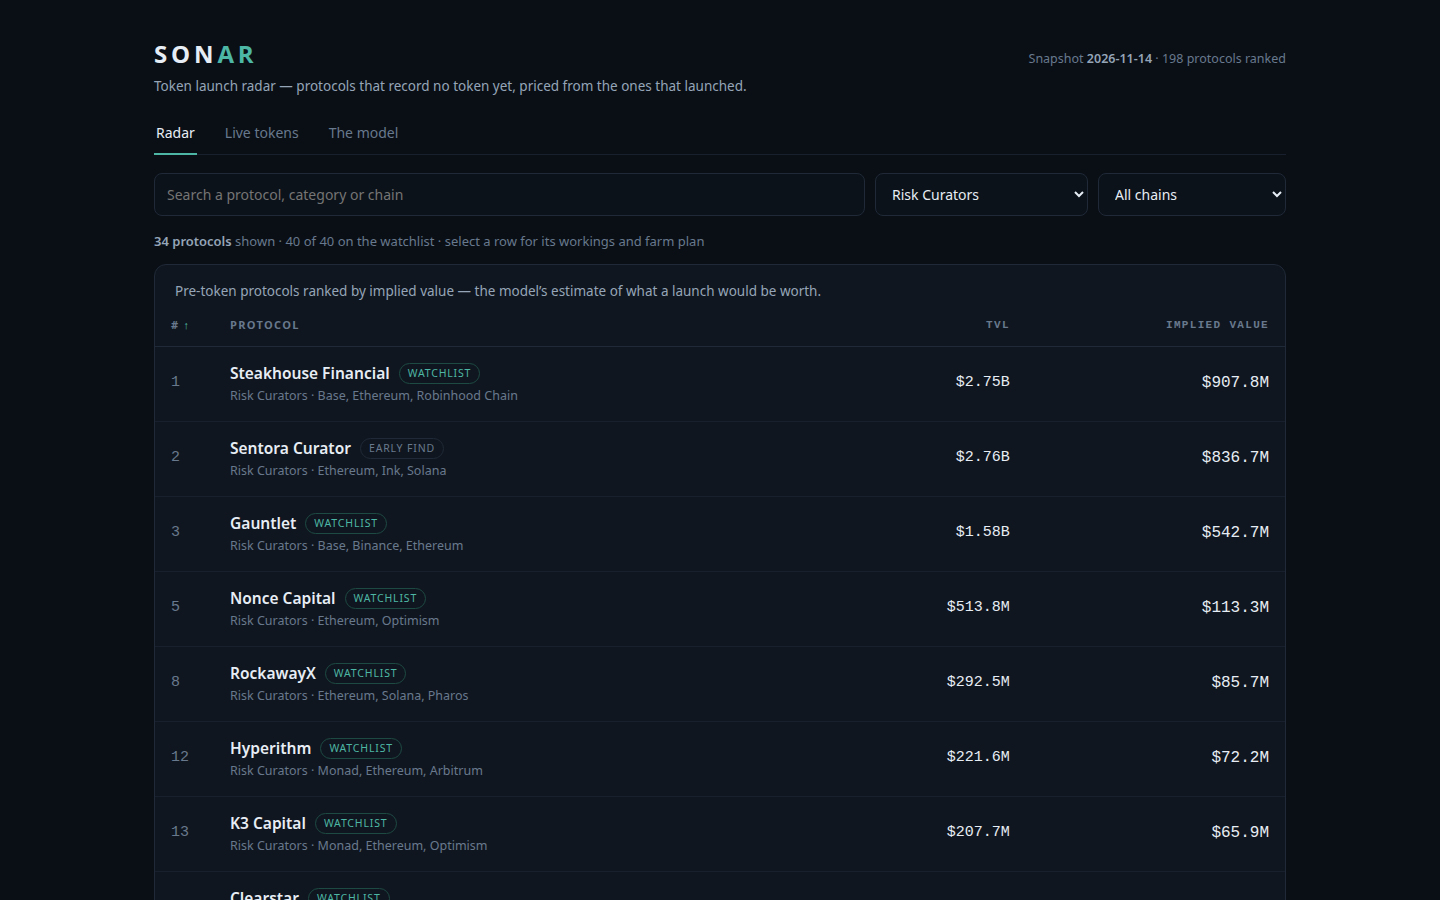 SONAR
Snapshot 2026-11-14 · 198 protocols ranked
Token launch radar — protocols that record no token yet, priced from the ones that launched.
Radar Live tokens The model
Search a protocol, category or chain Risk Curators All chains
34 protocols shown · 40 of 40 on the watchlist · select a row for its workings and farm plan
Pre-token protocols ranked by implied value — the model’s estimate of what a launch would be worth.
# ↑ PROTOCOL TVL IMPLIED VALUE
1 Steakhouse Financial WATCHLIST $2.75B $907.8M
Risk Curators · Base, Ethereum, Robinhood Chain
2 Sentora Curator EARLY FIND $2.76B $836.7M
Risk Curators · Ethereum, Ink, Solana
3 Gauntlet WATCHLIST $1.58B $542.7M
Risk Curators · Base, Binance, Ethereum
5 Nonce Capital WATCHLIST $513.8M $113.3M
Risk Curators · Ethereum, Optimism
8 RockawayX WATCHLIST $292.5M $85.7M
Risk Curators · Ethereum, Solana, Pharos
12 Hyperithm WATCHLIST $221.6M $72.2M
Risk Curators · Monad, Ethereum, Arbitrum
13 K3 Capital WATCHLIST $207.7M $65.9M
Risk Curators · Monad, Ethereum, Optimism
Clearstar WATCHLIST